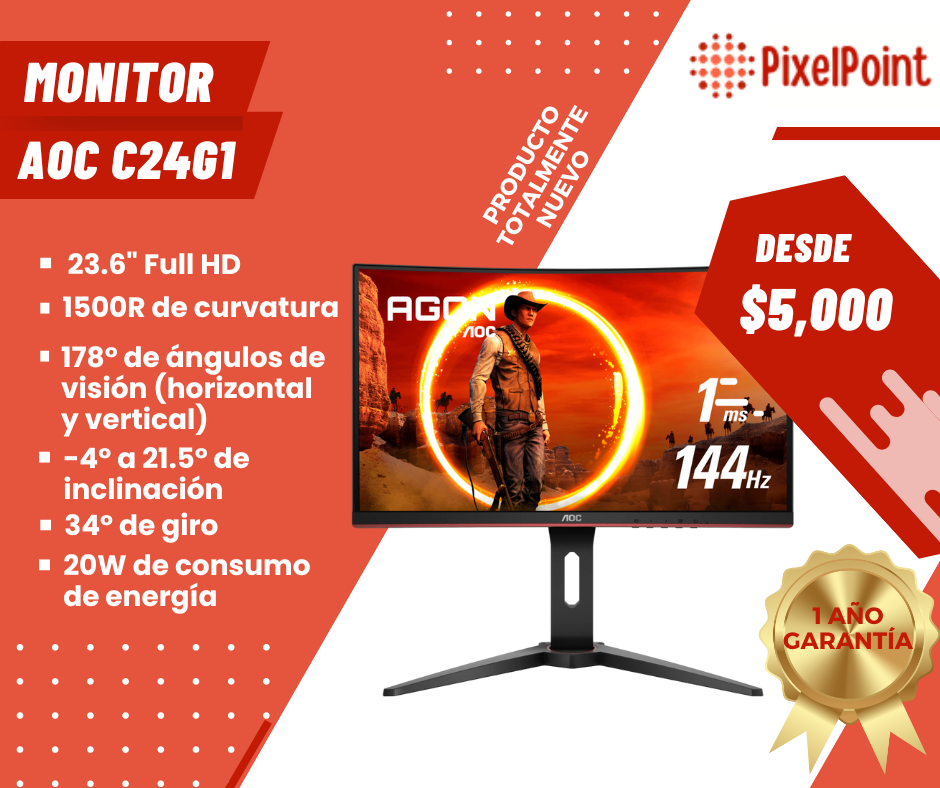 MONITOR
AOC C24G1
PixelPoint
PRODUCTO
TOTALMENTE
NUEVO
DESDE
$5,000
23.6" Full HD
1500R de curvatura
178° de ángulos de
visión (horizontal
y vertical)
-4° a 21.5° de
inclinación
34° de giro
20W de consumo
de energía
AGON
AOC
1ms
144Hz
AOC
1 AÑO
GARANTÍA